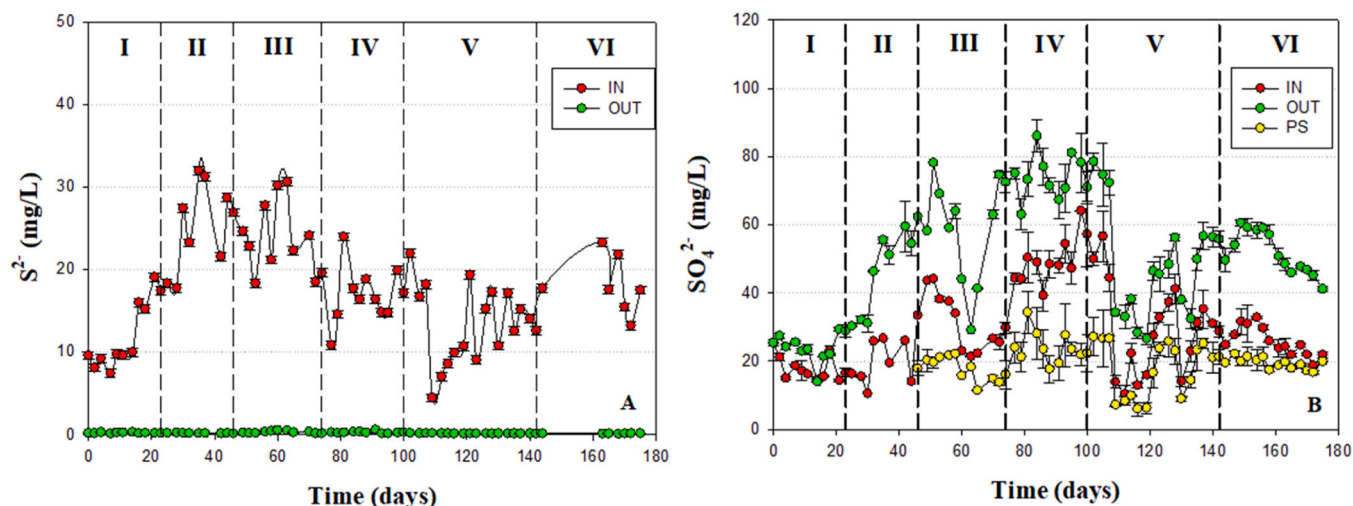 50
40
30
20
10
0
S²⁻ (mg/L)
I II III IV V VI
IN
OUT
A
0 20 40 60 80 100 120 140 165 180
Time (days)
120
100
80
60
40
20
0
SO₄²⁻ (mg/L)
I II III IV V VI
IN
OUT
PS
B
0 20 40 60 80 100 120 140 160 180
Time (days)